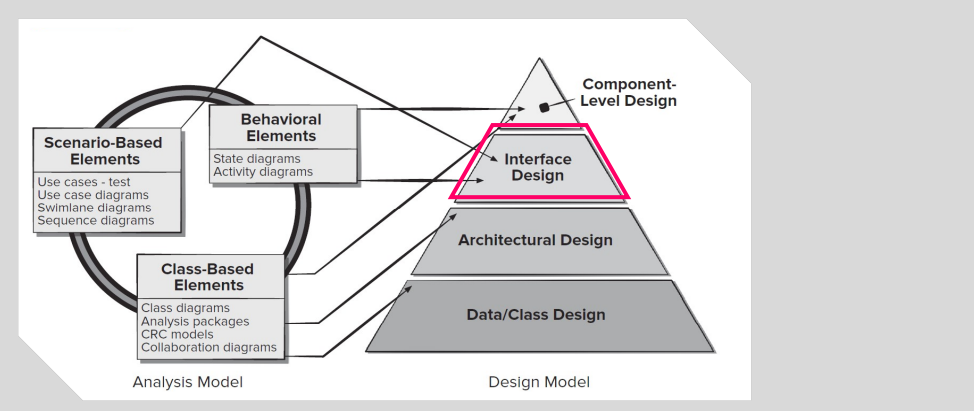 Scenario-Based
Elements
Use cases - test
Use case diagrams
Swimlane diagrams
Sequence diagrams
Behavioral
Elements
State diagrams
Activity diagrams
Class-Based
Elements
Class diagrams
Analysis packages
CRC models
Collaboration diagrams
Analysis Model
Component-
Level Design
Interface
Design
Architectural Design
Data/Class Design
Design Model